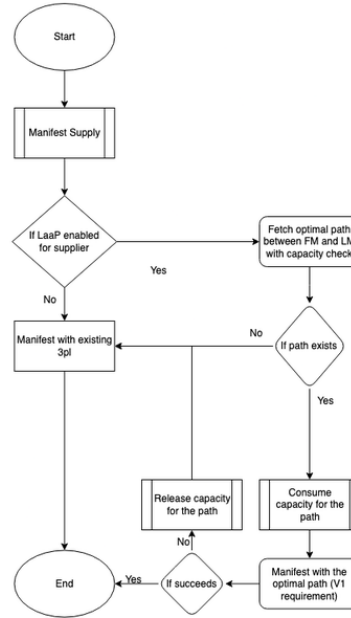 Start
Manifest Supply
If LaaP enabled
for supplier
Yes
No
Fetch optimal path
between FM and LM
with capacity check
Manifest with existing
3pl
No
If path exists
Yes
Release capacity
for the path
Consume
capacity for the
path
No
End
Yes
If succeeds
Manifest with the
optimal path (V1
requirement)